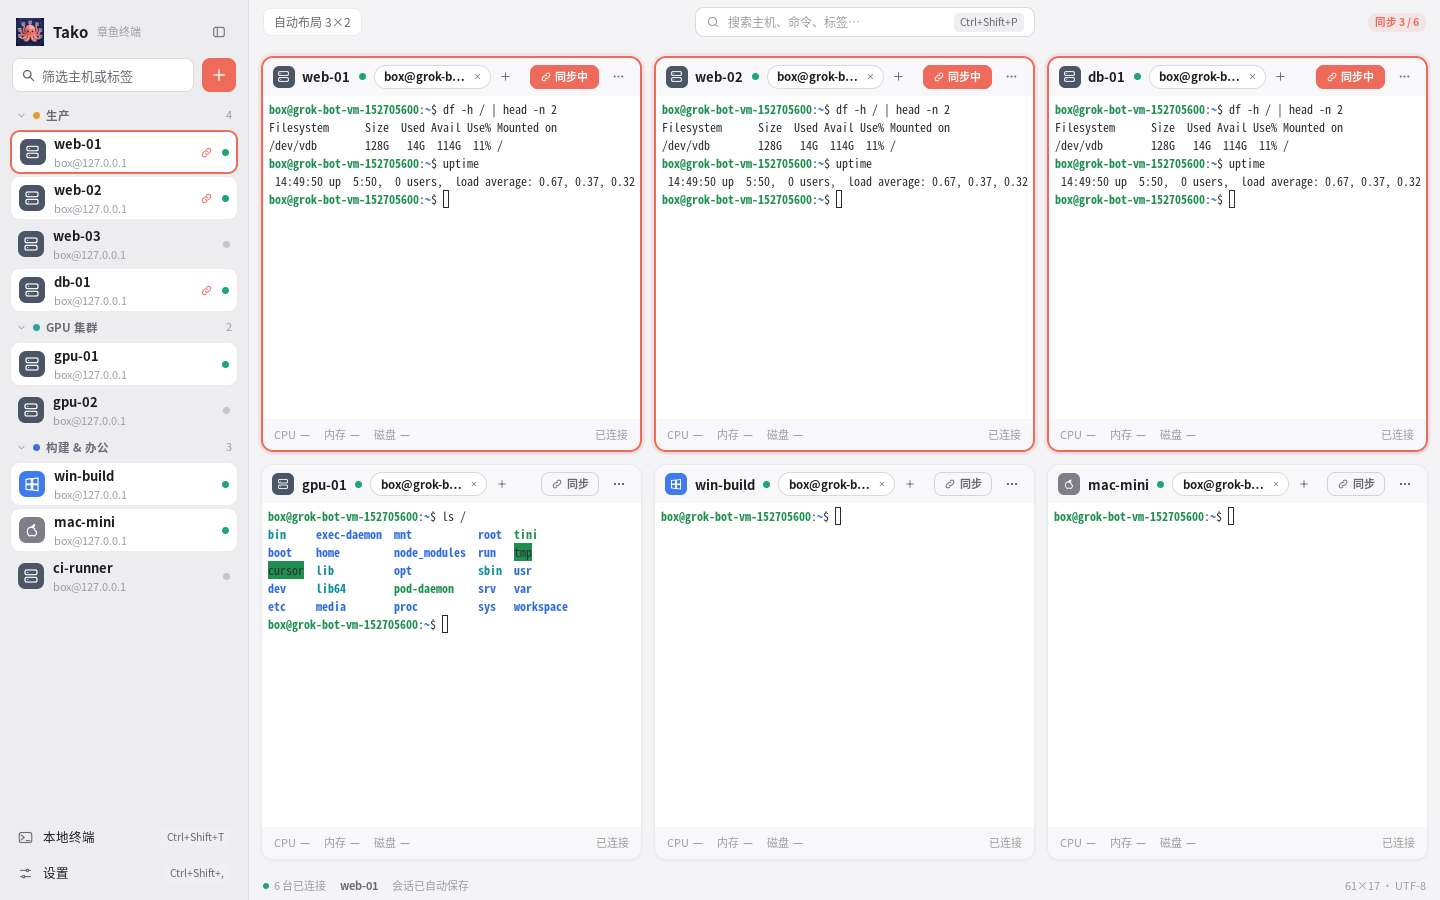 Tako 章鱼终端
筛选主机或标签
生产 4
web-01
box@127.0.0.1
web-02
box@127.0.0.1
web-03
box@127.0.0.1
db-01
box@127.0.0.1
GPU 集群 2
gpu-01
box@127.0.0.1
gpu-02
box@127.0.0.1
构建 & 办公 3
win-build
box@127.0.0.1
mac-mini
box@127.0.0.1
ci-runner
box@127.0.0.1
本地终端 Ctrl+Shift+T
设置 Ctrl+Shift+,
自动布局 3×2
搜索主机、命令、标签… Ctrl+Shift+P
同步 3 / 6
web-01 box@grok-b… × + 同步中 …
box@grok-bot-vm-152705600:~$ df -h / | head -n 2
Filesystem      Size  Used Avail Use% Mounted on
/dev/vdb        128G   14G  114G  11% /
box@grok-bot-vm-152705600:~$ uptime
 14:49:50 up  5:50,  0 users,  load average: 0.67, 0.37, 0.32
box@grok-bot-vm-152705600:~$
CPU — 内存 — 磁盘 — 已连接
web-02 box@grok-b… × + 同步中 …
box@grok-bot-vm-152705600:~$ df -h / | head -n 2
Filesystem      Size  Used Avail Use% Mounted on
/dev/vdb        128G   14G  114G  11% /
box@grok-bot-vm-152705600:~$ uptime
 14:49:50 up  5:50,  0 users,  load average: 0.67, 0.37, 0.32
box@grok-bot-vm-152705600:~$
CPU — 内存 — 磁盘 — 已连接
db-01 box@grok-b… × + 同步中 …
box@grok-bot-vm-152705600:~$ df -h / | head -n 2
Filesystem      Size  Used Avail Use% Mounted on
/dev/vdb        128G   14G  114G  11% /
box@grok-bot-vm-152705600:~$ uptime
 14:49:50 up  5:50,  0 users,  load average: 0.67, 0.37, 0.32
box@grok-bot-vm-152705600:~$
CPU — 内存 — 磁盘 — 已连接
gpu-01 box@grok-b… × + 同步 …
box@grok-bot-vm-152705600:~$ ls /
bin     exec-daemon  mnt           root  tini
boot    home         node_modules  run   tmp
cursor  lib          opt           sbin  usr
dev     lib64        pod-daemon    srv   var
etc     media        proc          sys   workspace
box@grok-bot-vm-152705600:~$
CPU — 内存 — 磁盘 — 已连接
win-build box@grok-b… × + 同步 …
box@grok-bot-vm-152705600:~$
CPU — 内存 — 磁盘 — 已连接
mac-mini box@grok-b… × + 同步 …
box@grok-bot-vm-152705600:~$
CPU — 内存 — 磁盘 — 已连接
6 台已连接 web-01 会话已自动保存 61×17 · UTF-8